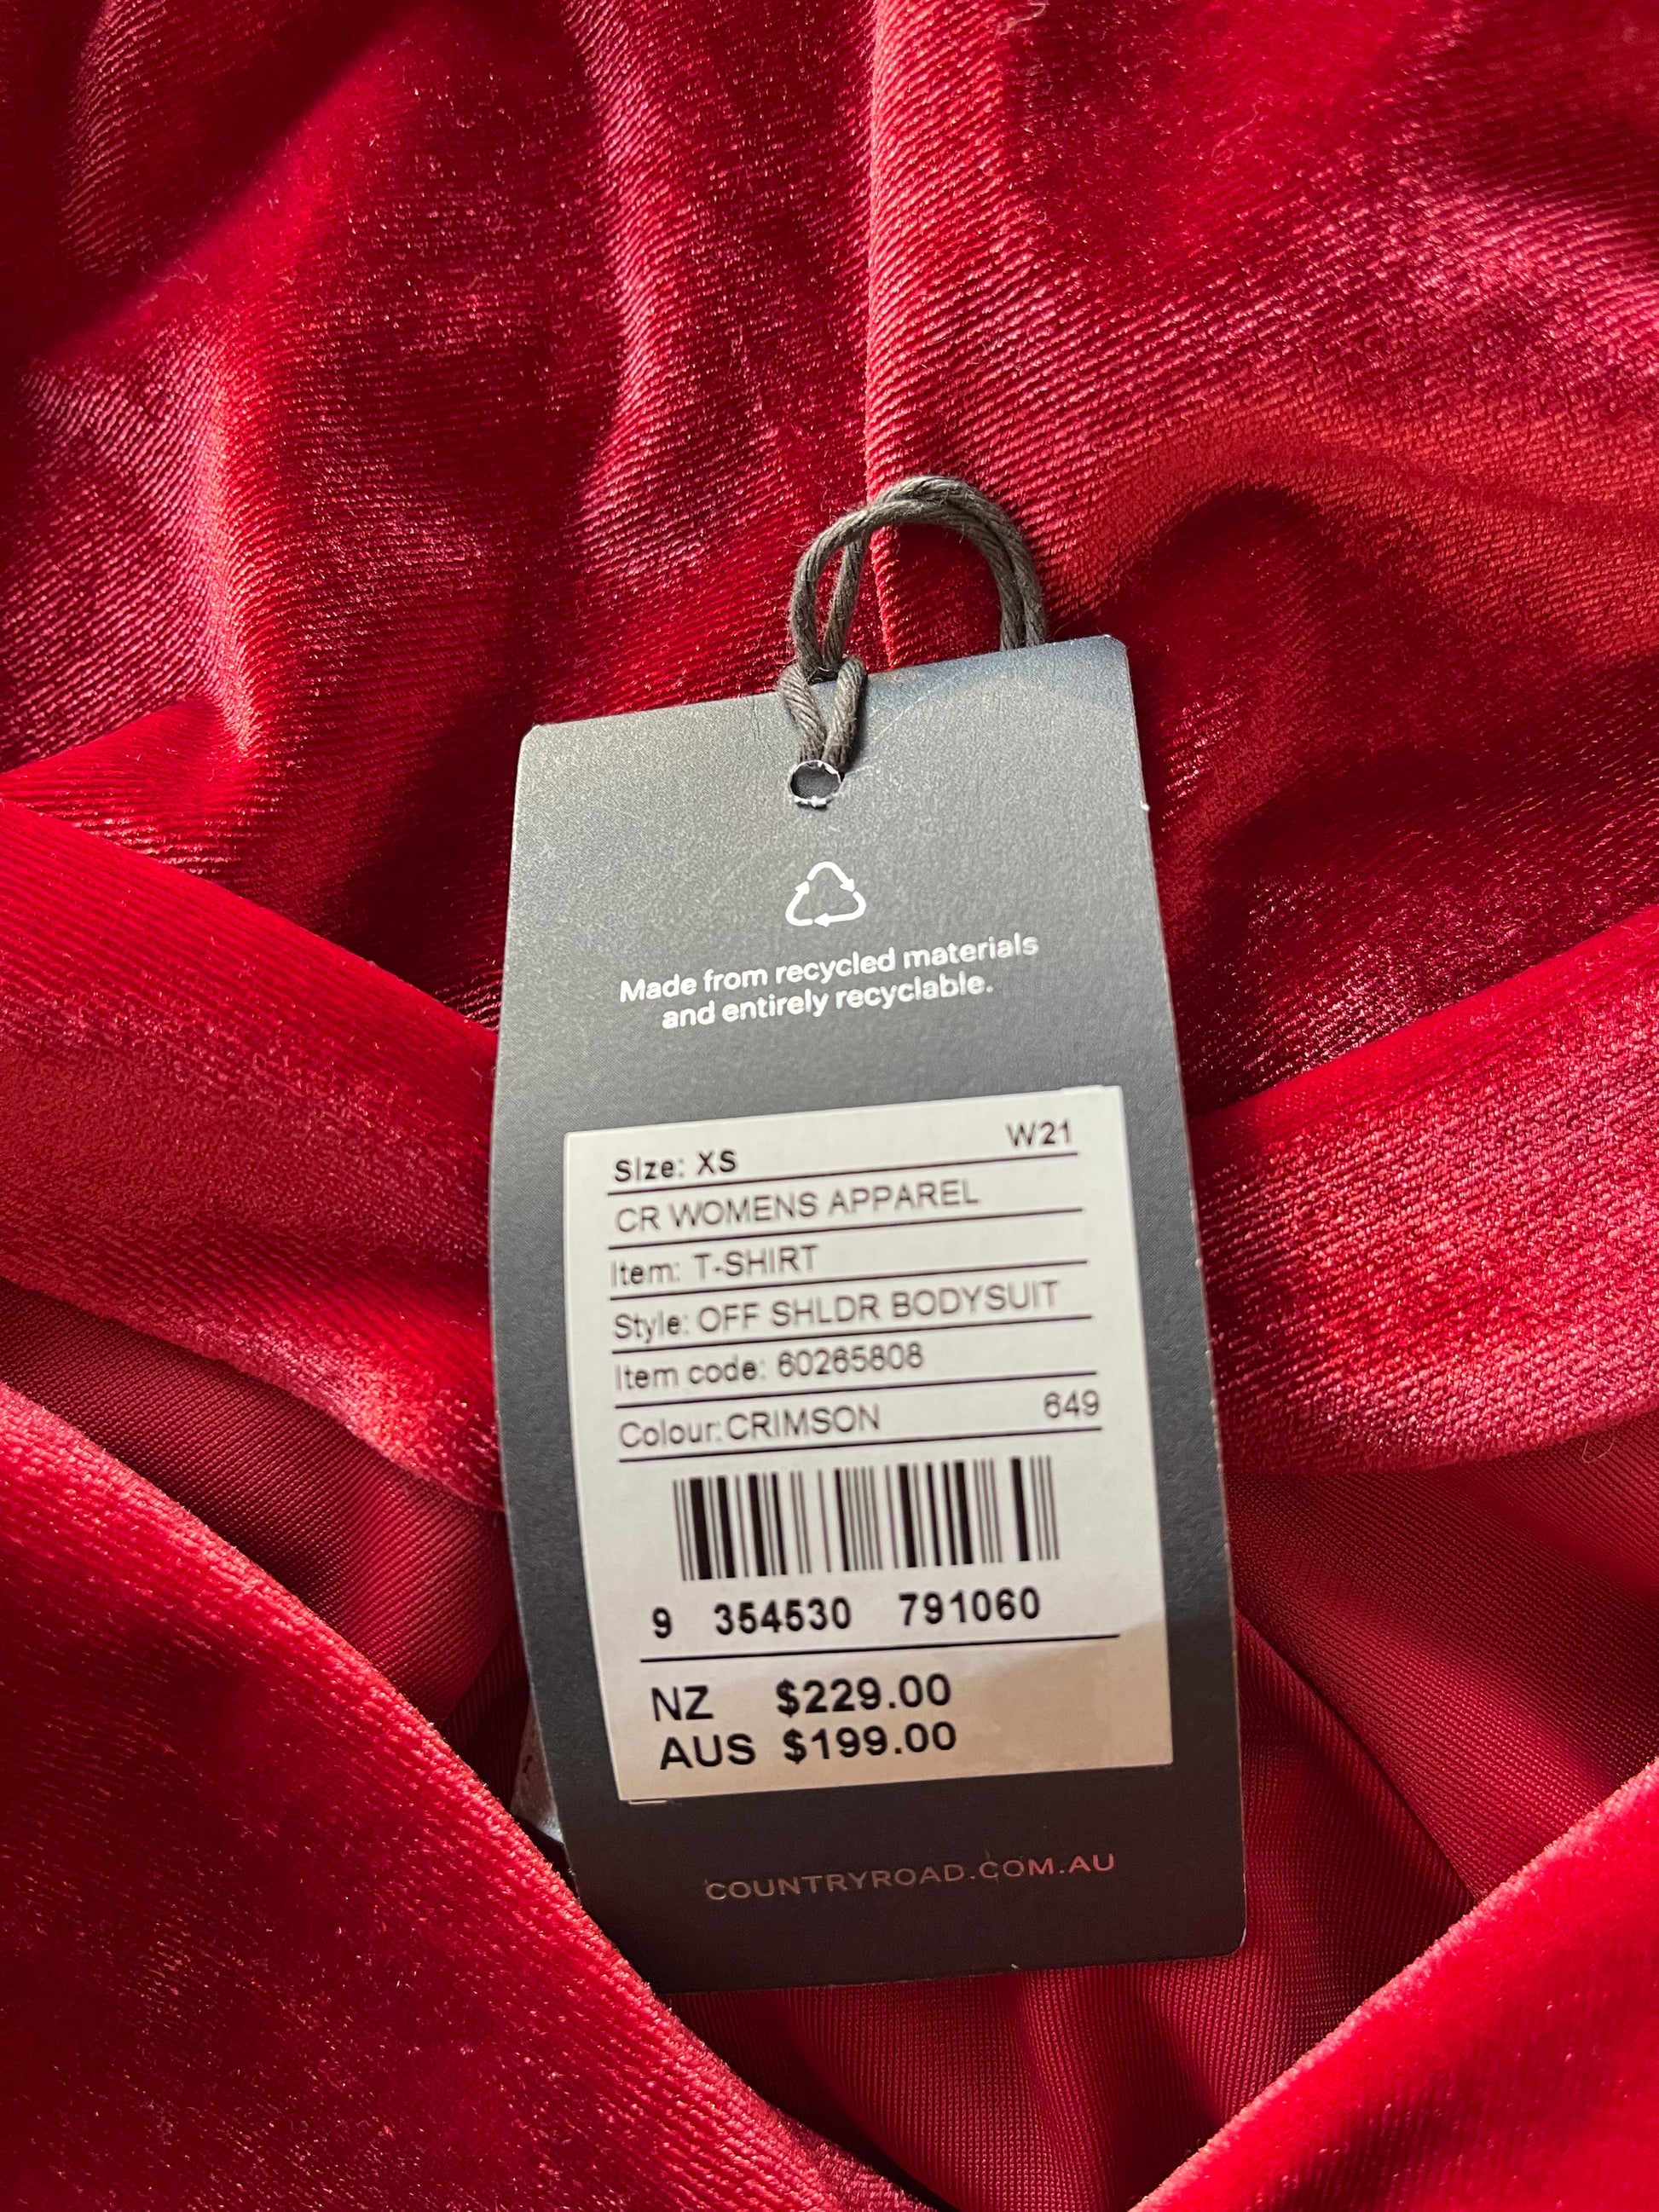 Made from recycled materials
and entirely recyclable.
Size: XS W21
CR WOMENS APPAREL
Item: T-SHIRT
Style: OFF SHLDR BODYSUIT
Item code: 60265808
Colour: CRIMSON 649
9 354530 791060
NZ $229.00
AUS $199.00
COUNTRYROAD.COM.AU